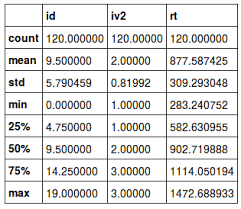 id iv2 rt
count 120.000000 120.00000 120.000000
mean 9.500000 2.00000 877.587425
std 5.790459 0.81992 309.293048
min 0.000000 1.00000 283.240752
25% 4.750000 1.00000 582.630955
50% 9.500000 2.00000 902.719888
75% 14.250000 3.00000 1114.050194
max 19.000000 3.00000 1472.688933